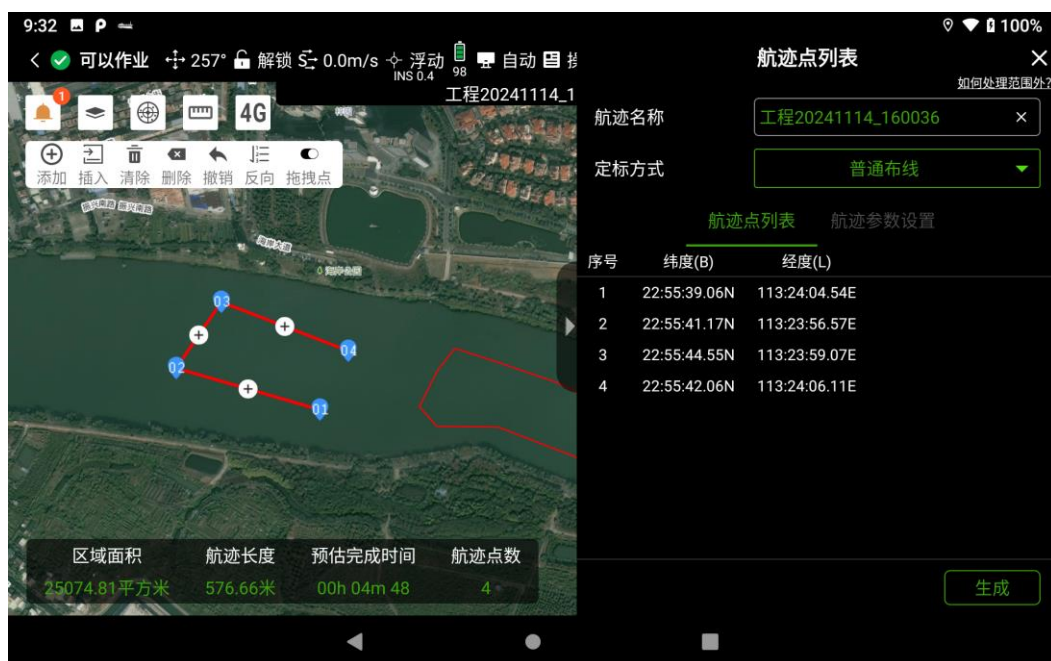 9:32
100%
可以作业 257° 解锁 0.0m/s 浮动 98 自动
INS 0.4
工程20241114_1
1
4G
添加 插入 清除 删除 撤销 反向 拖拽点
振兴南路 振兴南路
03
04
02
01
区域面积 航迹长度 预估完成时间 航迹点数
25074.81平方米 576.66米 00h 04m 48 4
航迹点列表
如何处理范围外?
航迹名称 工程20241114_160036
定标方式 普通布线
航迹点列表 航迹参数设置
序号 纬度(B) 经度(L)
1 22:55:39.06N 113:24:04.54E
2 22:55:41.17N 113:23:56.57E
3 22:55:44.55N 113:23:59.07E
4 22:55:42.06N 113:24:06.11E
生成